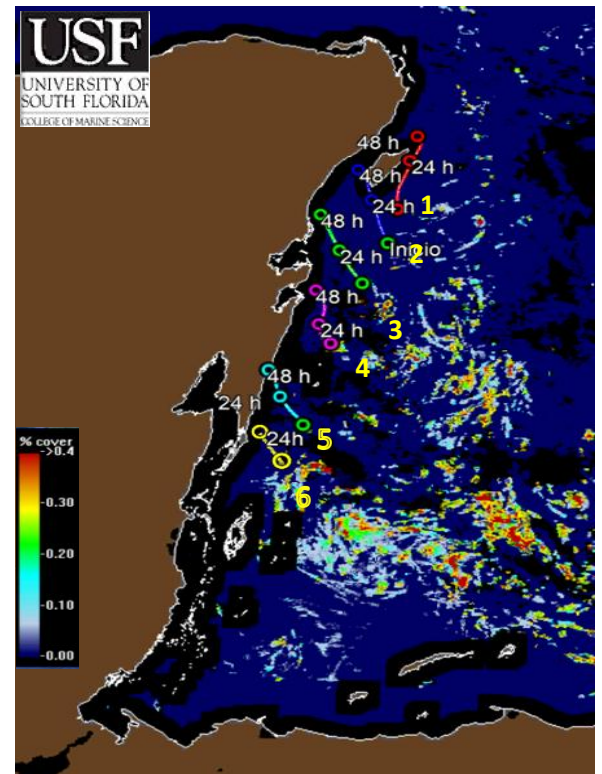 USF
UNIVERSITY OF
SOUTH FLORIDA
COLLEGE OF MARINE SCIENCE
48 h
24 h
48 h
24 h
1
48 h
Inicio
2
24 h
48 h
3
24 h
4
48 h
24 h
24h
5
6
% cover
->0.4
-0.30
-0.20
-0.10
-0.00